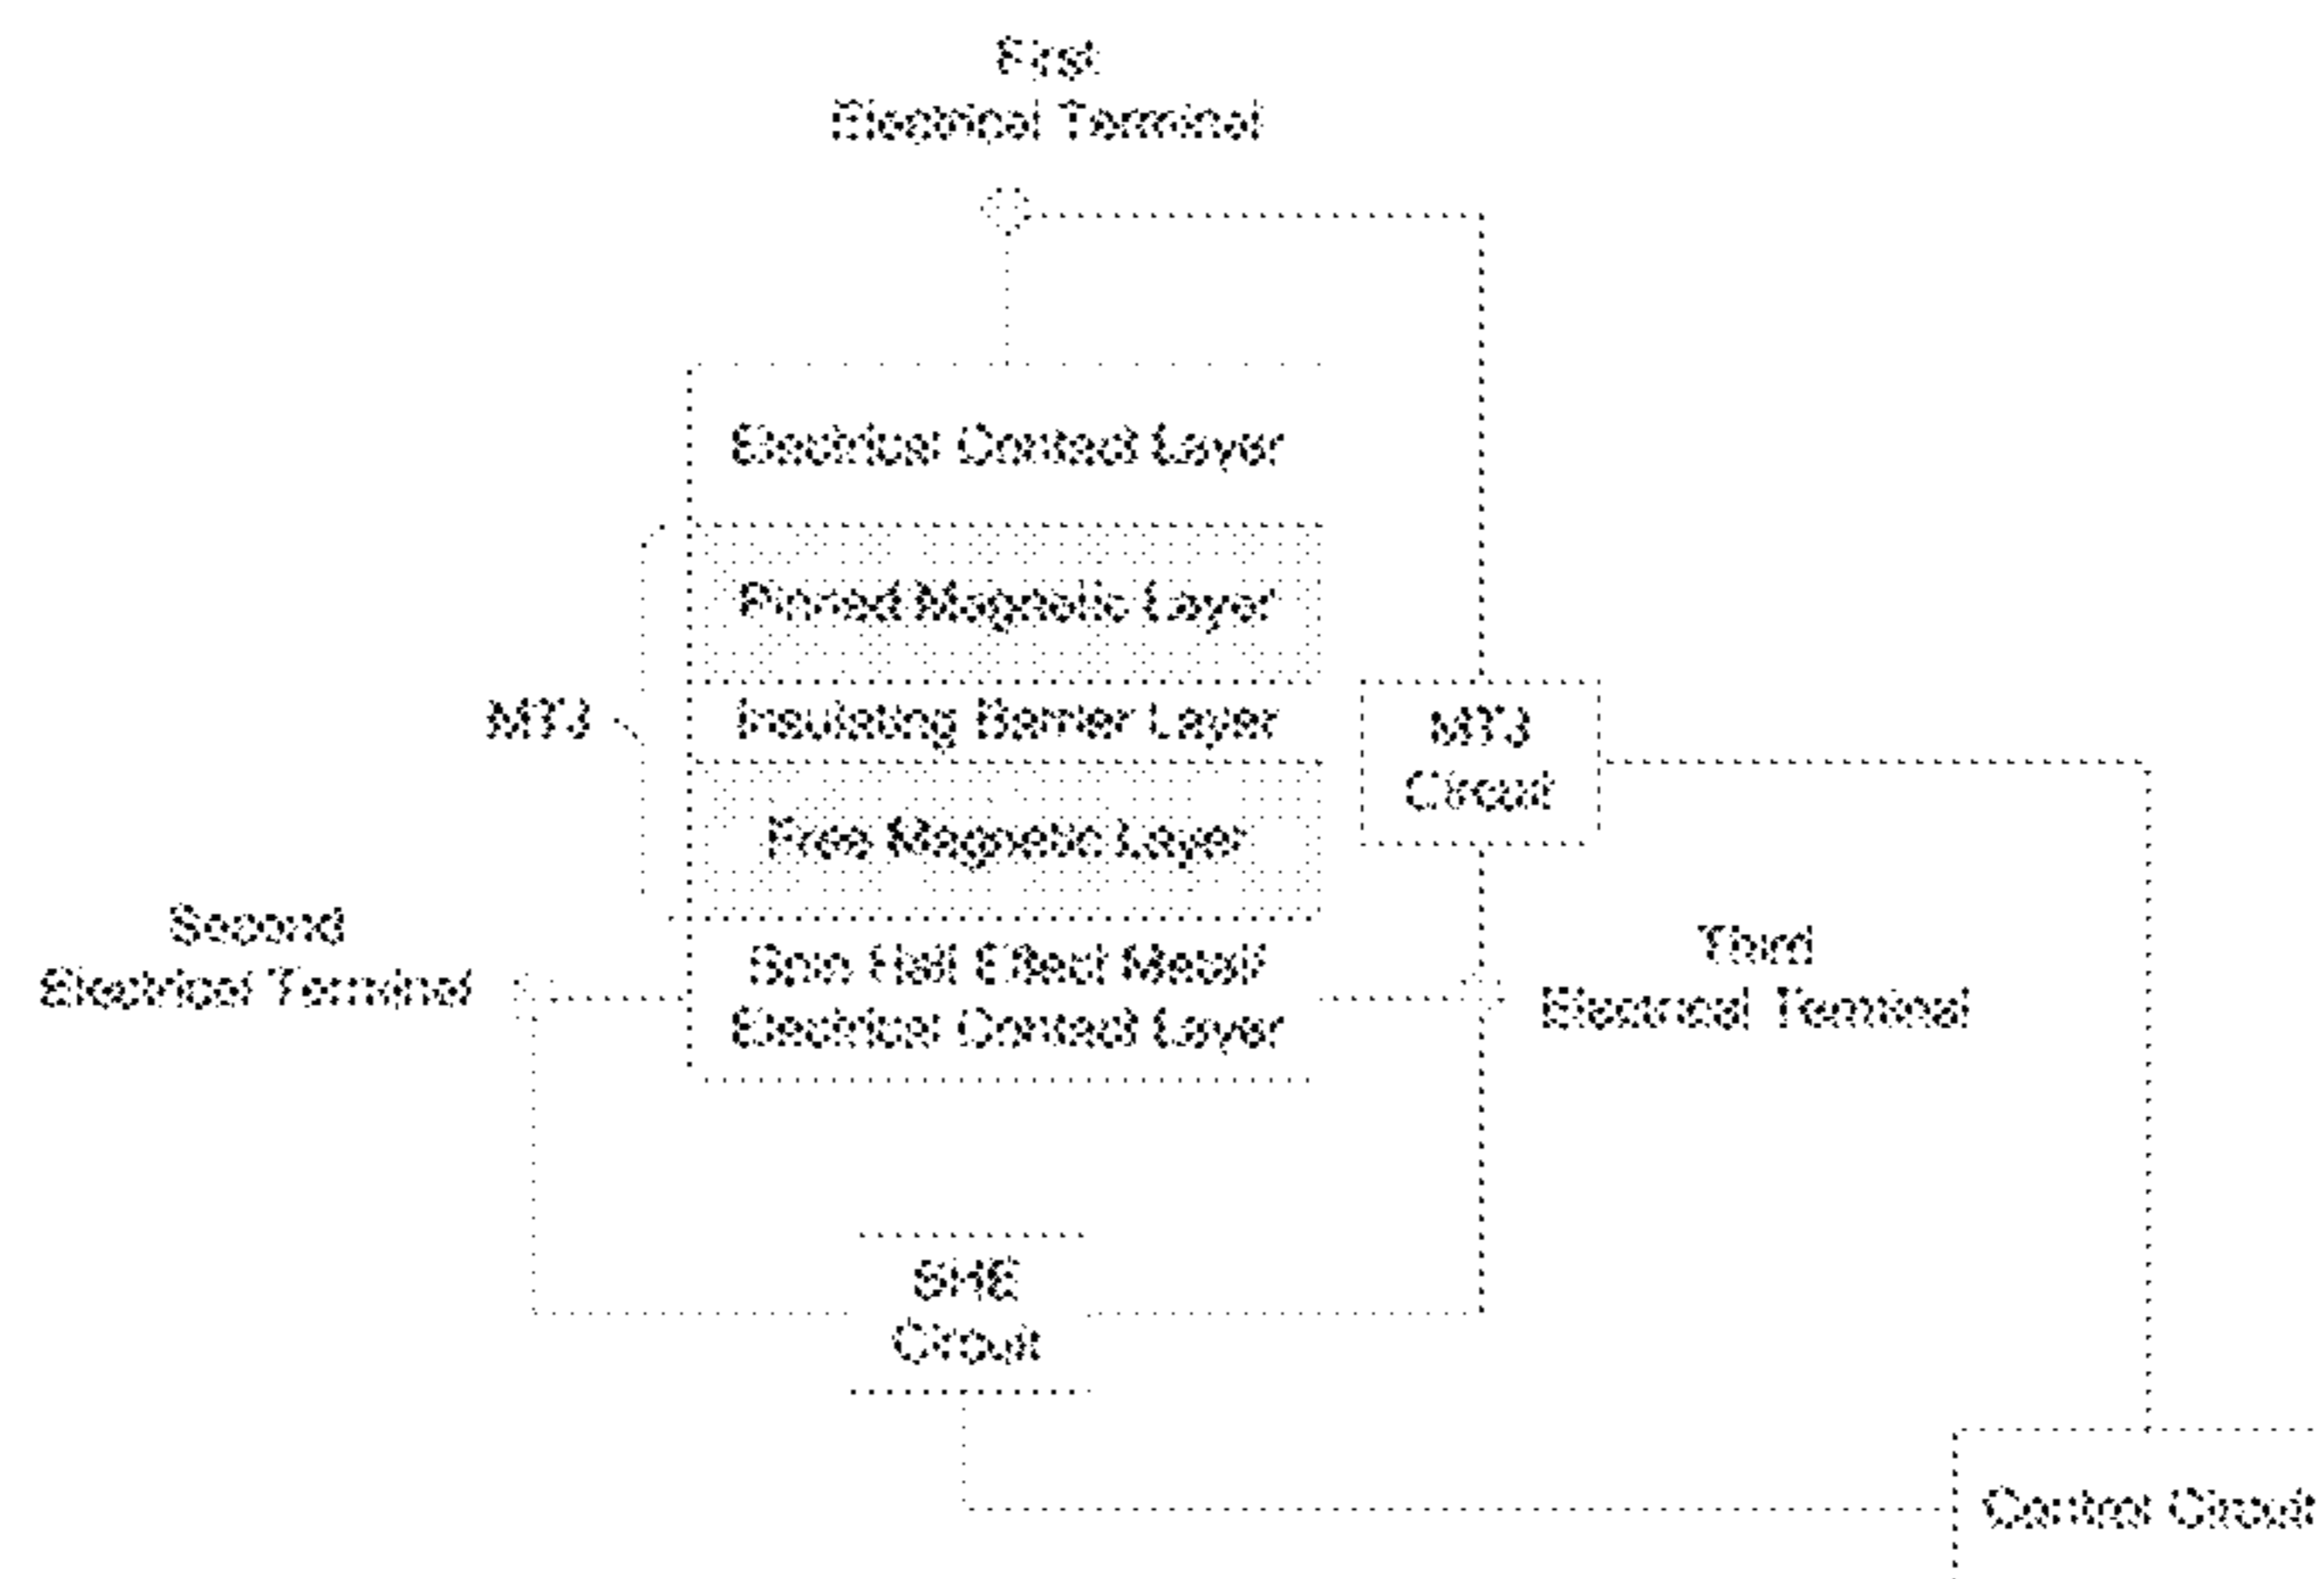 First
Electrical Terminal
Electrical Contact Layer
Pinned Magnetic Layer
MTJ
Insulating Barrier Layer
MTJ
Circuit
Free Magnetic Layer
Second
Electrical Terminal
Spin Hall Effect Metal/
Electrical Contact Layer
Third
Electrical Terminal
SHE
Circuit
Control Circuit